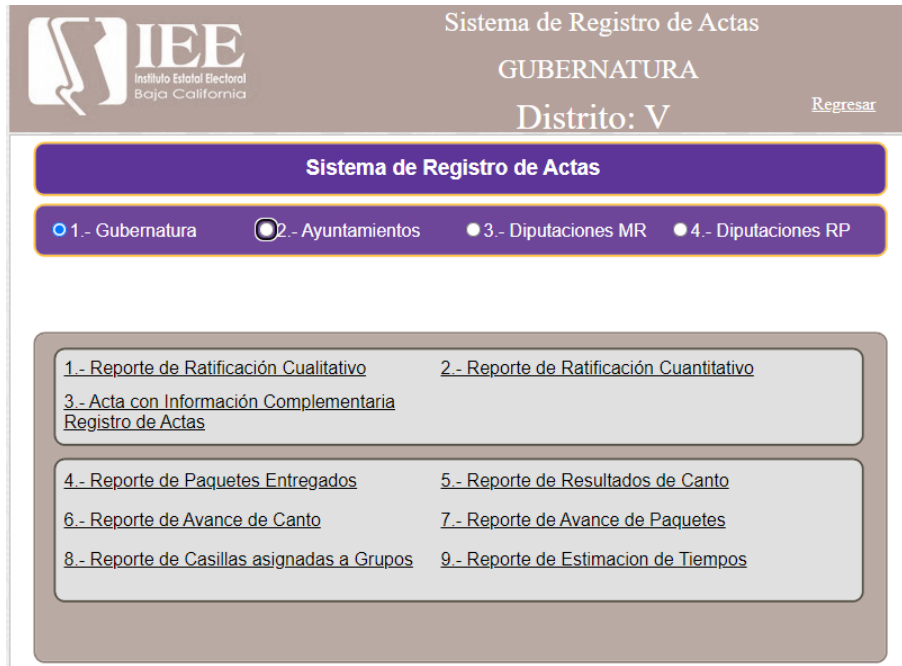 IEE
Instituto Estatal Electoral
Baja California
Sistema de Registro de Actas
GUBERNATURA
Distrito: V
Regresar
Sistema de Registro de Actas
1.- Gubernatura 2.- Ayuntamientos 3.- Diputaciones MR 4.- Diputaciones RP
1.- Reporte de Ratificación Cualitativo 2.- Reporte de Ratificación Cuantitativo
3.- Acta con Información Complementaria
Registro de Actas
4.- Reporte de Paquetes Entregados 5.- Reporte de Resultados de Canto
6.- Reporte de Avance de Canto 7.- Reporte de Avance de Paquetes
8.- Reporte de Casillas asignadas a Grupos 9.- Reporte de Estimacion de Tiempos